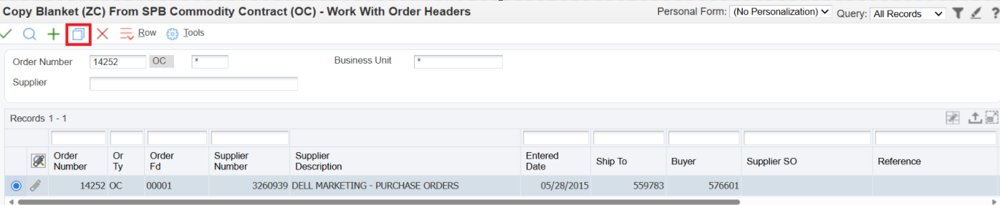 Copy Blanket (ZC) From SPB Commodity Contract (OC) - Work With Order Headers
Personal Form: (No Personalization) Query: All Records ?
Row Tools
Order Number 14252 OC * Business Unit *
Supplier
Records 1 - 1
Order Number Or Ty Order Fd Supplier Number Supplier Description Entered Date Ship To Buyer Supplier SO Reference
14252 OC 00001 3260939 DELL MARKETING - PURCHASE ORDERS 05/28/2015 559783 576601